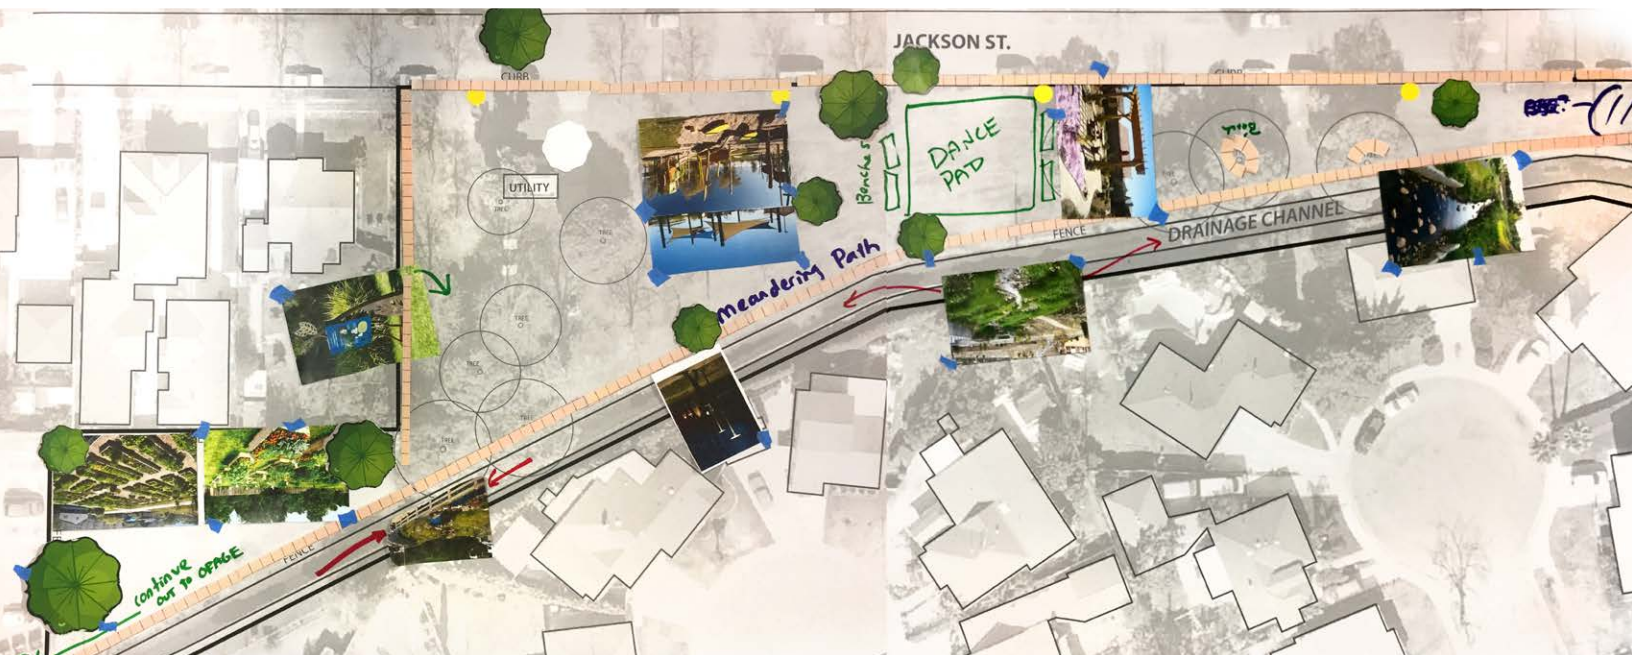 JACKSON ST.
CURB
CURB
DANCE
PAD
Benches
UTILITY
TREE
TREE
TREE
TREE
TREE
TREE
Meandering Path
FENCE
DRAINAGE CHANNEL
FENCE
continue
OUT TO